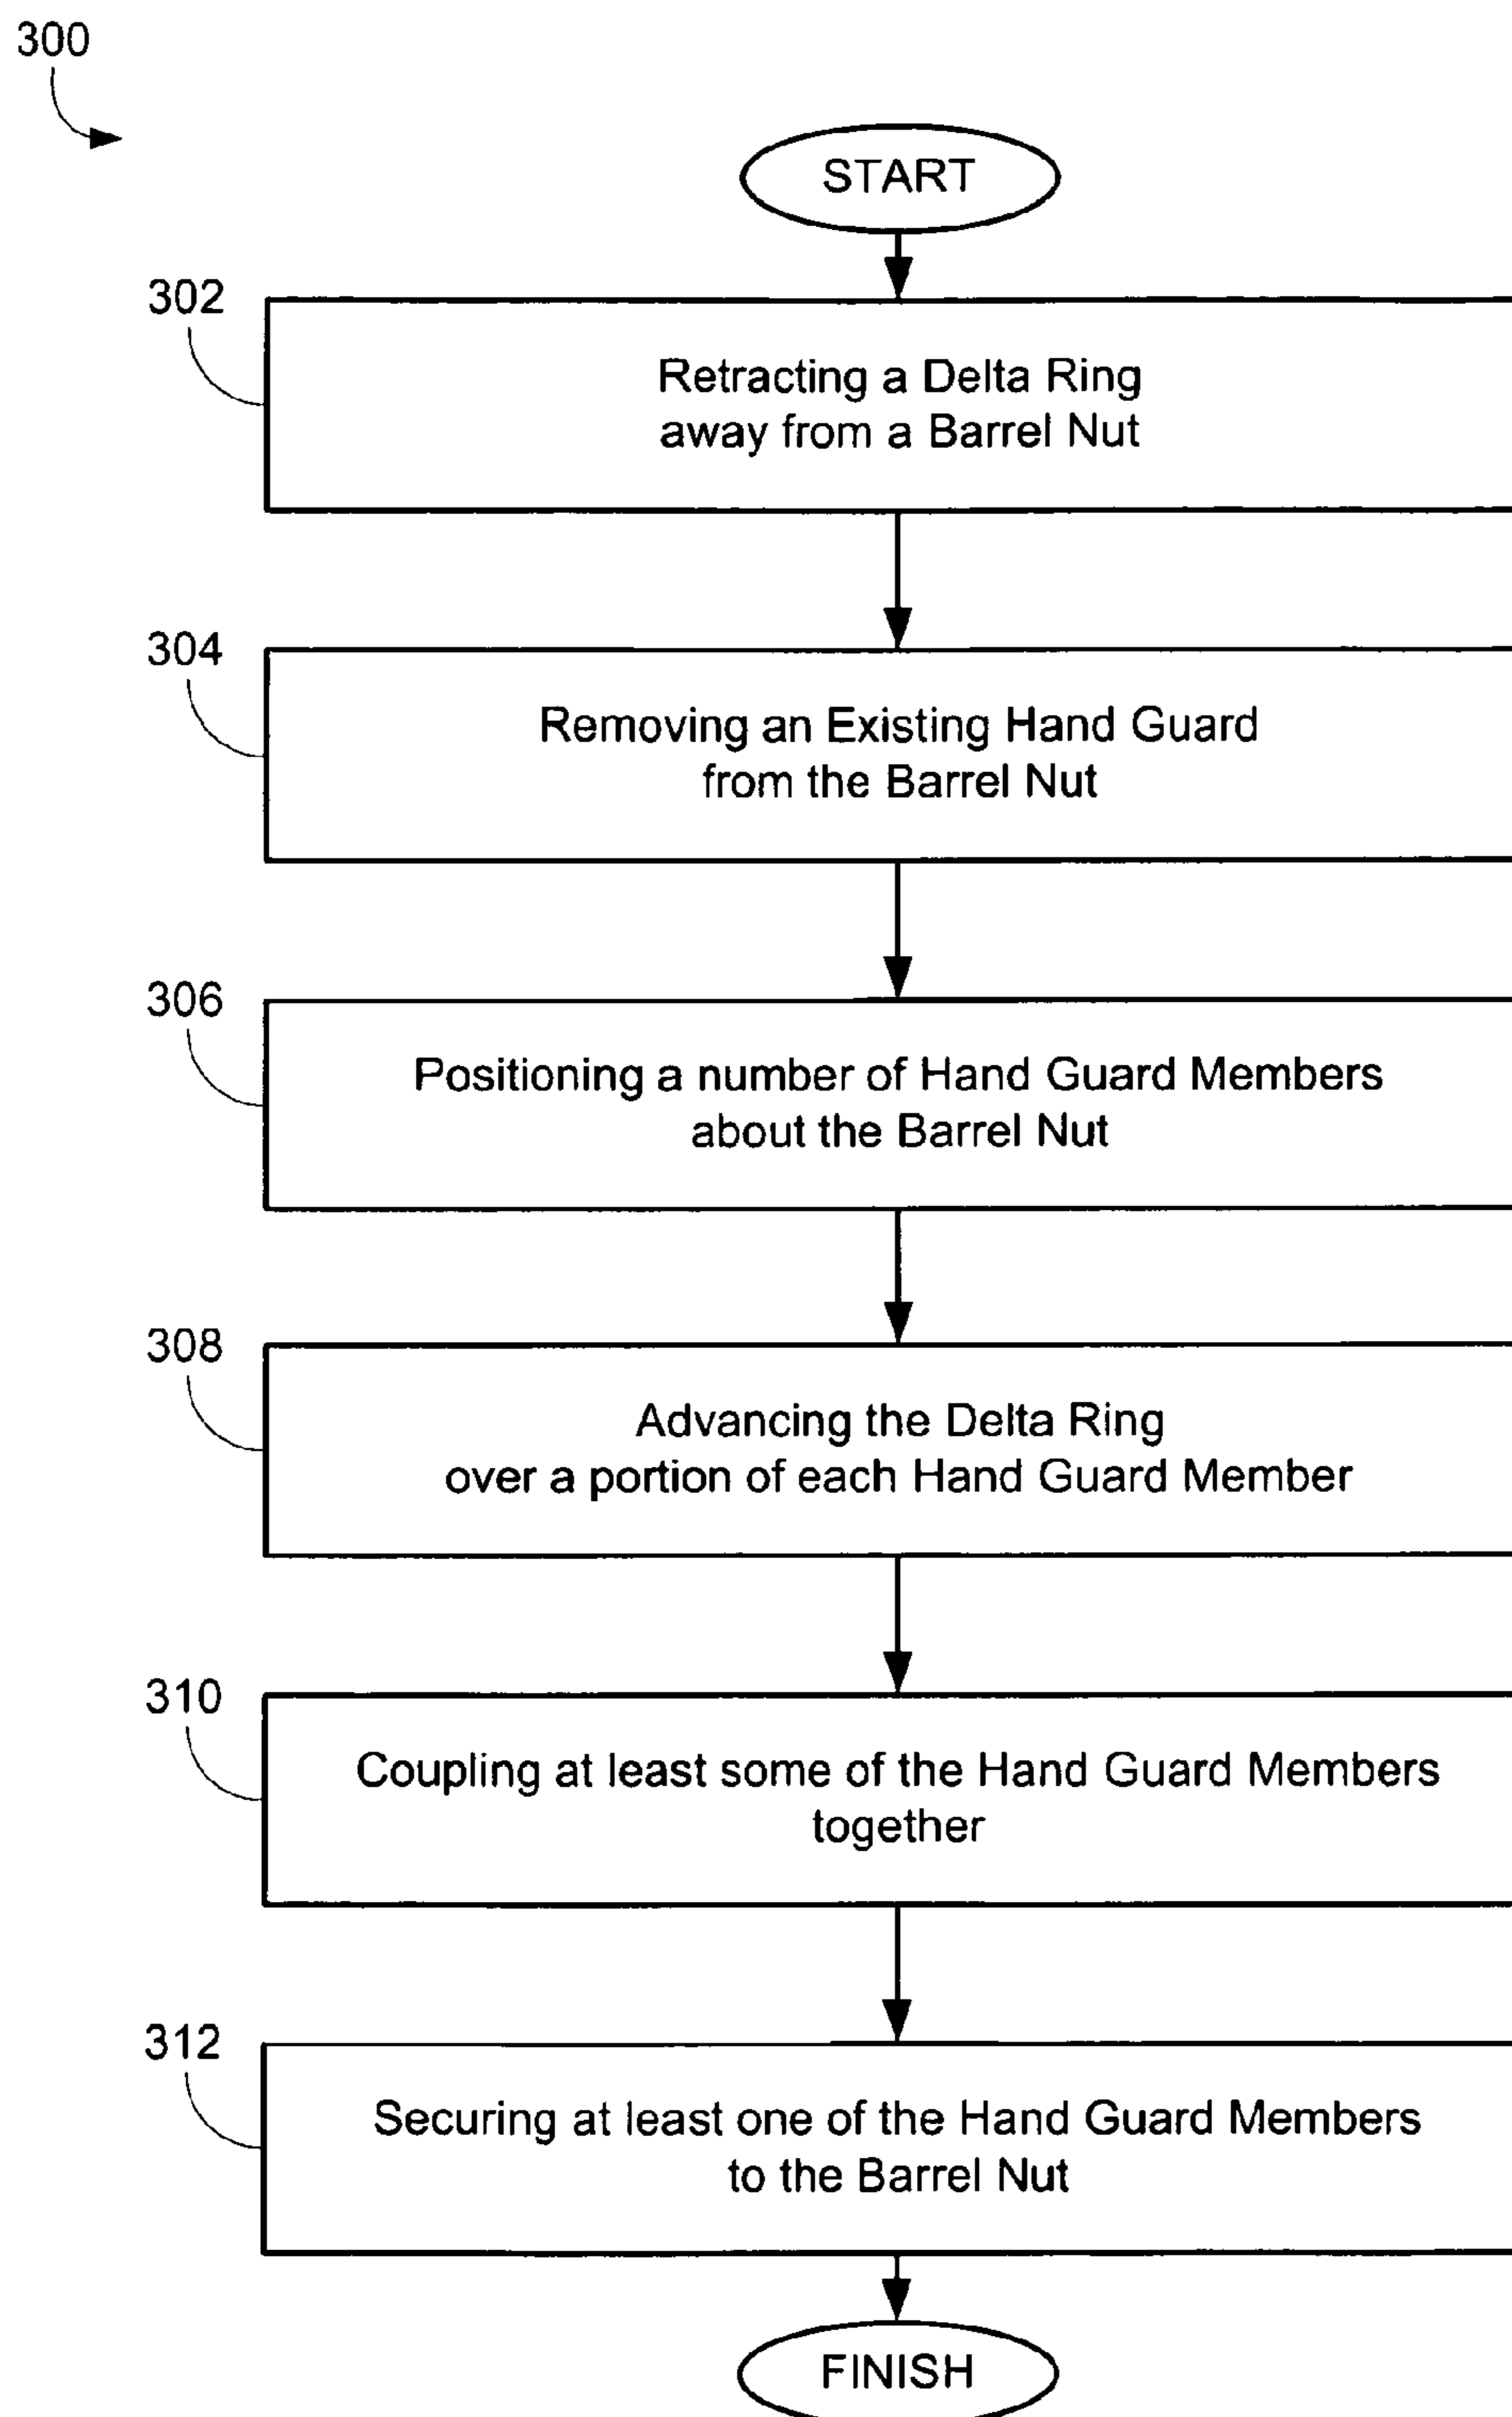 300
START
302
Retracting a Delta Ring
away from a Barrel Nut
304
Removing an Existing Hand Guard
from the Barrel Nut
306
Positioning a number of Hand Guard Members
about the Barrel Nut
308
Advancing the Delta Ring
over a portion of each Hand Guard Member
310
Coupling at least some of the Hand Guard Members
together
312
Securing at least one of the Hand Guard Members
to the Barrel Nut
FINISH